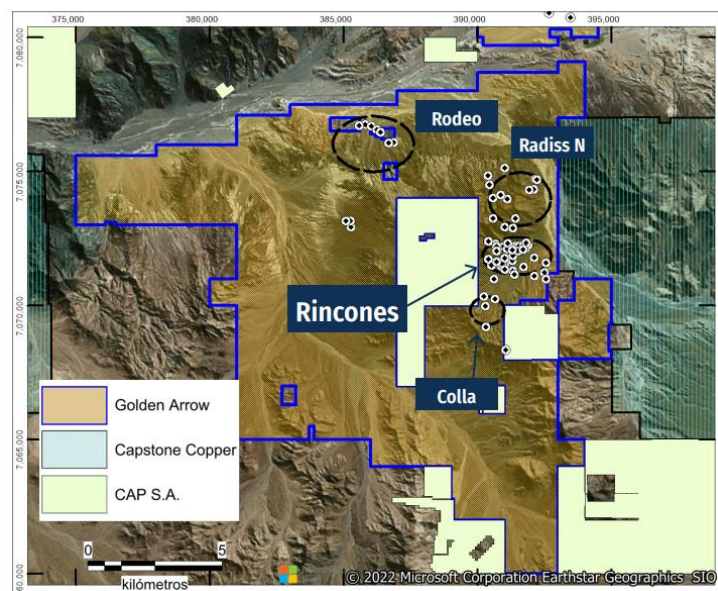 375,000 380,000 385,000 390,000 395,000
7,080,000
7,075,000
7,070,000
7,065,000
Rodeo
Radiss N
Rincones
Colla
Golden Arrow
Capstone Copper
CAP S.A.
0 5
kilómetros
© 2022 Microsoft Corporation Earthstar Geographics SIO